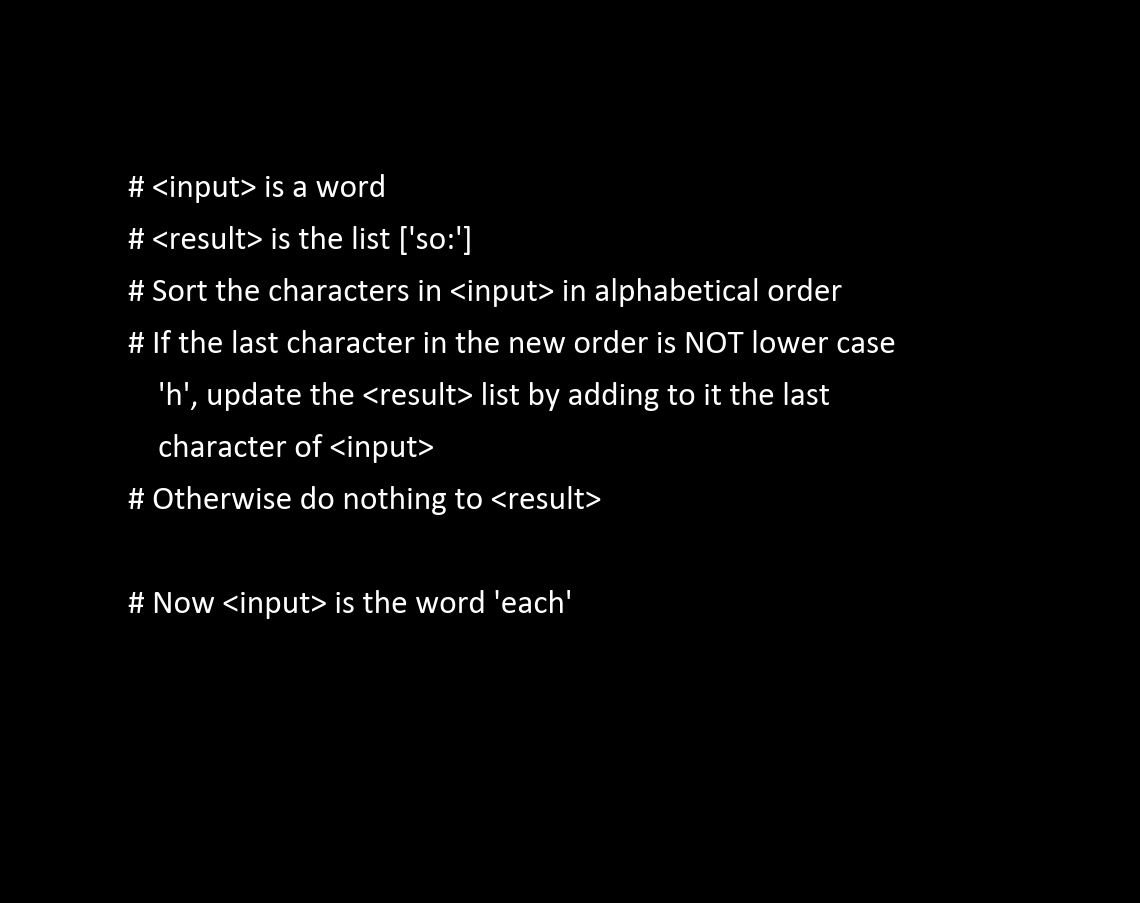 # <input> is a word
# <result> is the list ['so:']
# Sort the characters in <input> in alphabetical order
# If the last character in the new order is NOT lower case
'h', update the <result> list by adding to it the last
character of <input>
# Otherwise do nothing to <result>
# Now <input> is the word 'each'